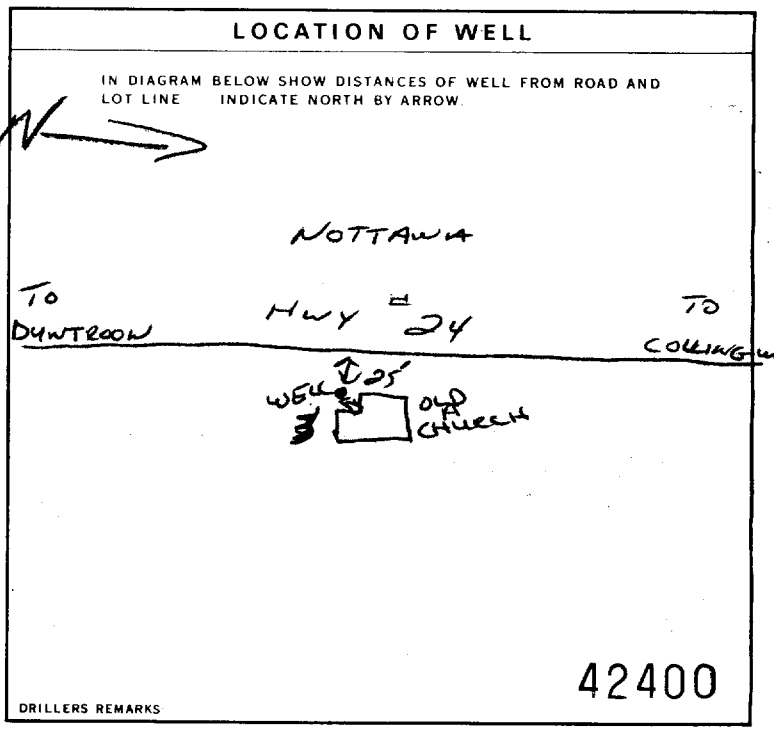 LOCATION OF WELL
IN DIAGRAM BELOW SHOW DISTANCES OF WELL FROM ROAD AND
LOT LINE INDICATE NORTH BY ARROW.
N
NOTTAWA
TO
DUNTROON
HWY # 24
TO
COLLINGW
25'
WELL
OLD
CHURCH
42400
DRILLERS REMARKS